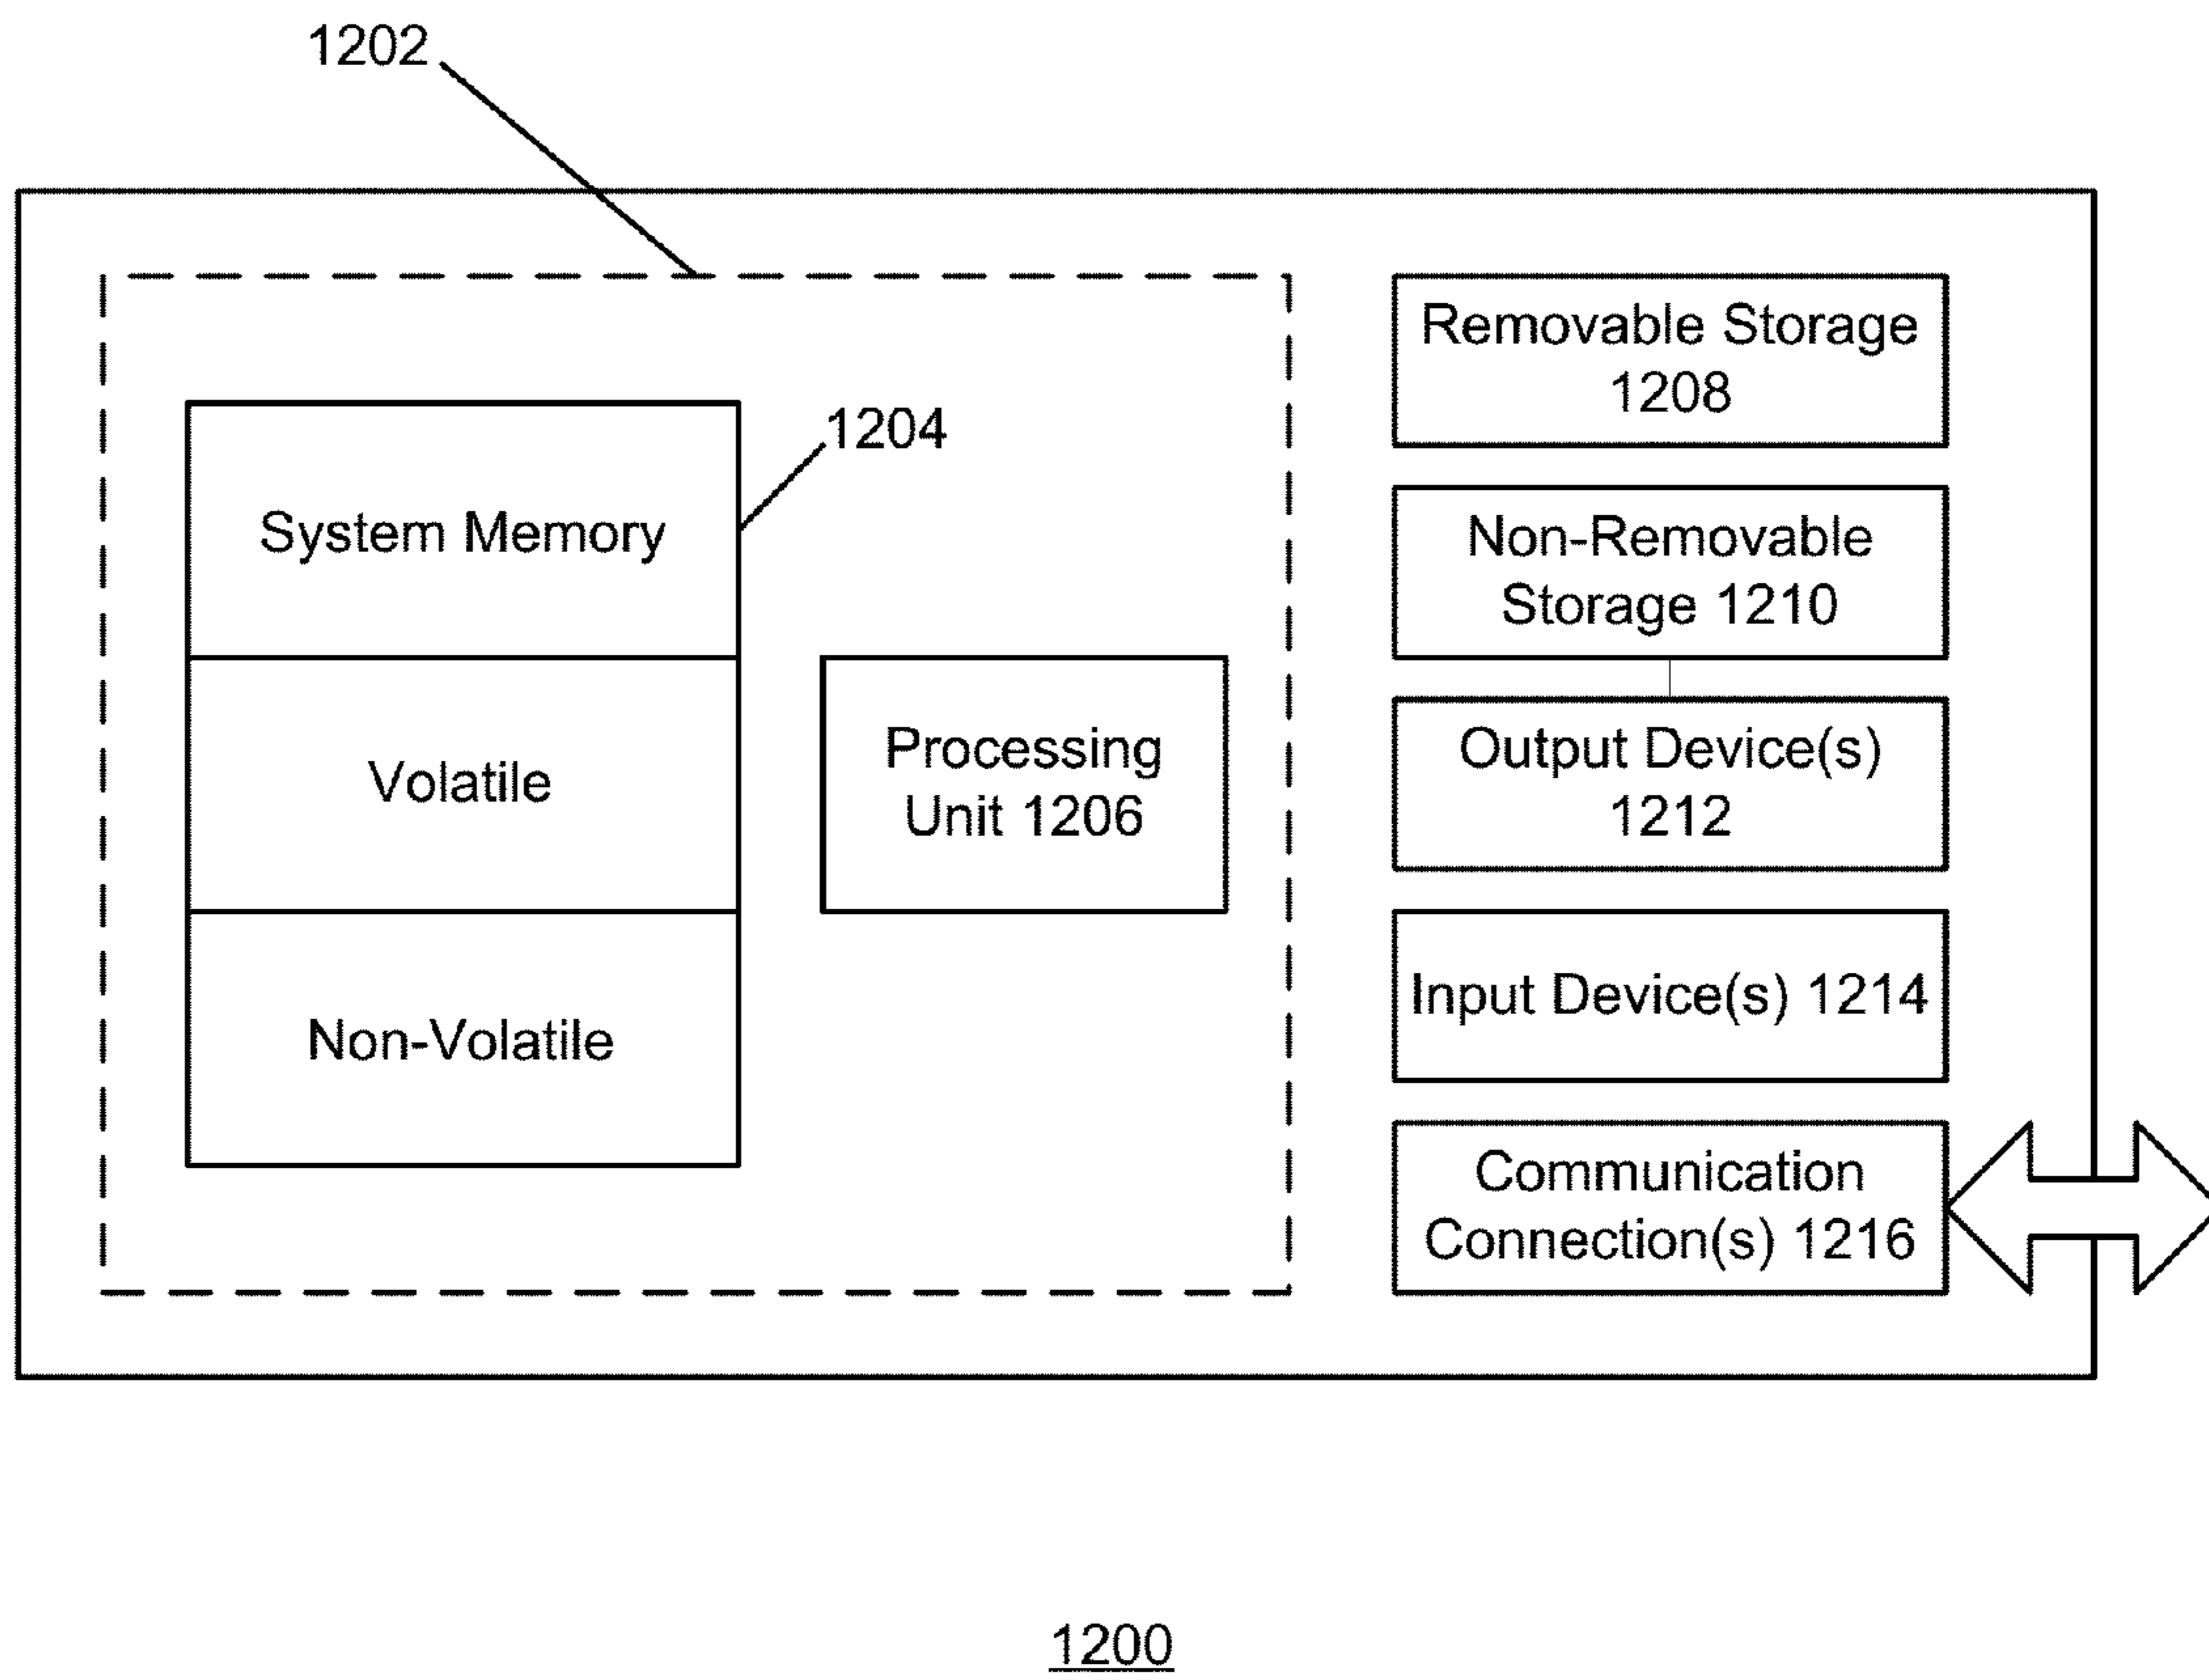 1202
1204
System Memory
Volatile
Non-Volatile
Processing
Unit 1206
Removable Storage
1208
Non-Removable
Storage 1210
Output Device(s)
1212
Input Device(s) 1214
Communication
Connection(s) 1216
1200